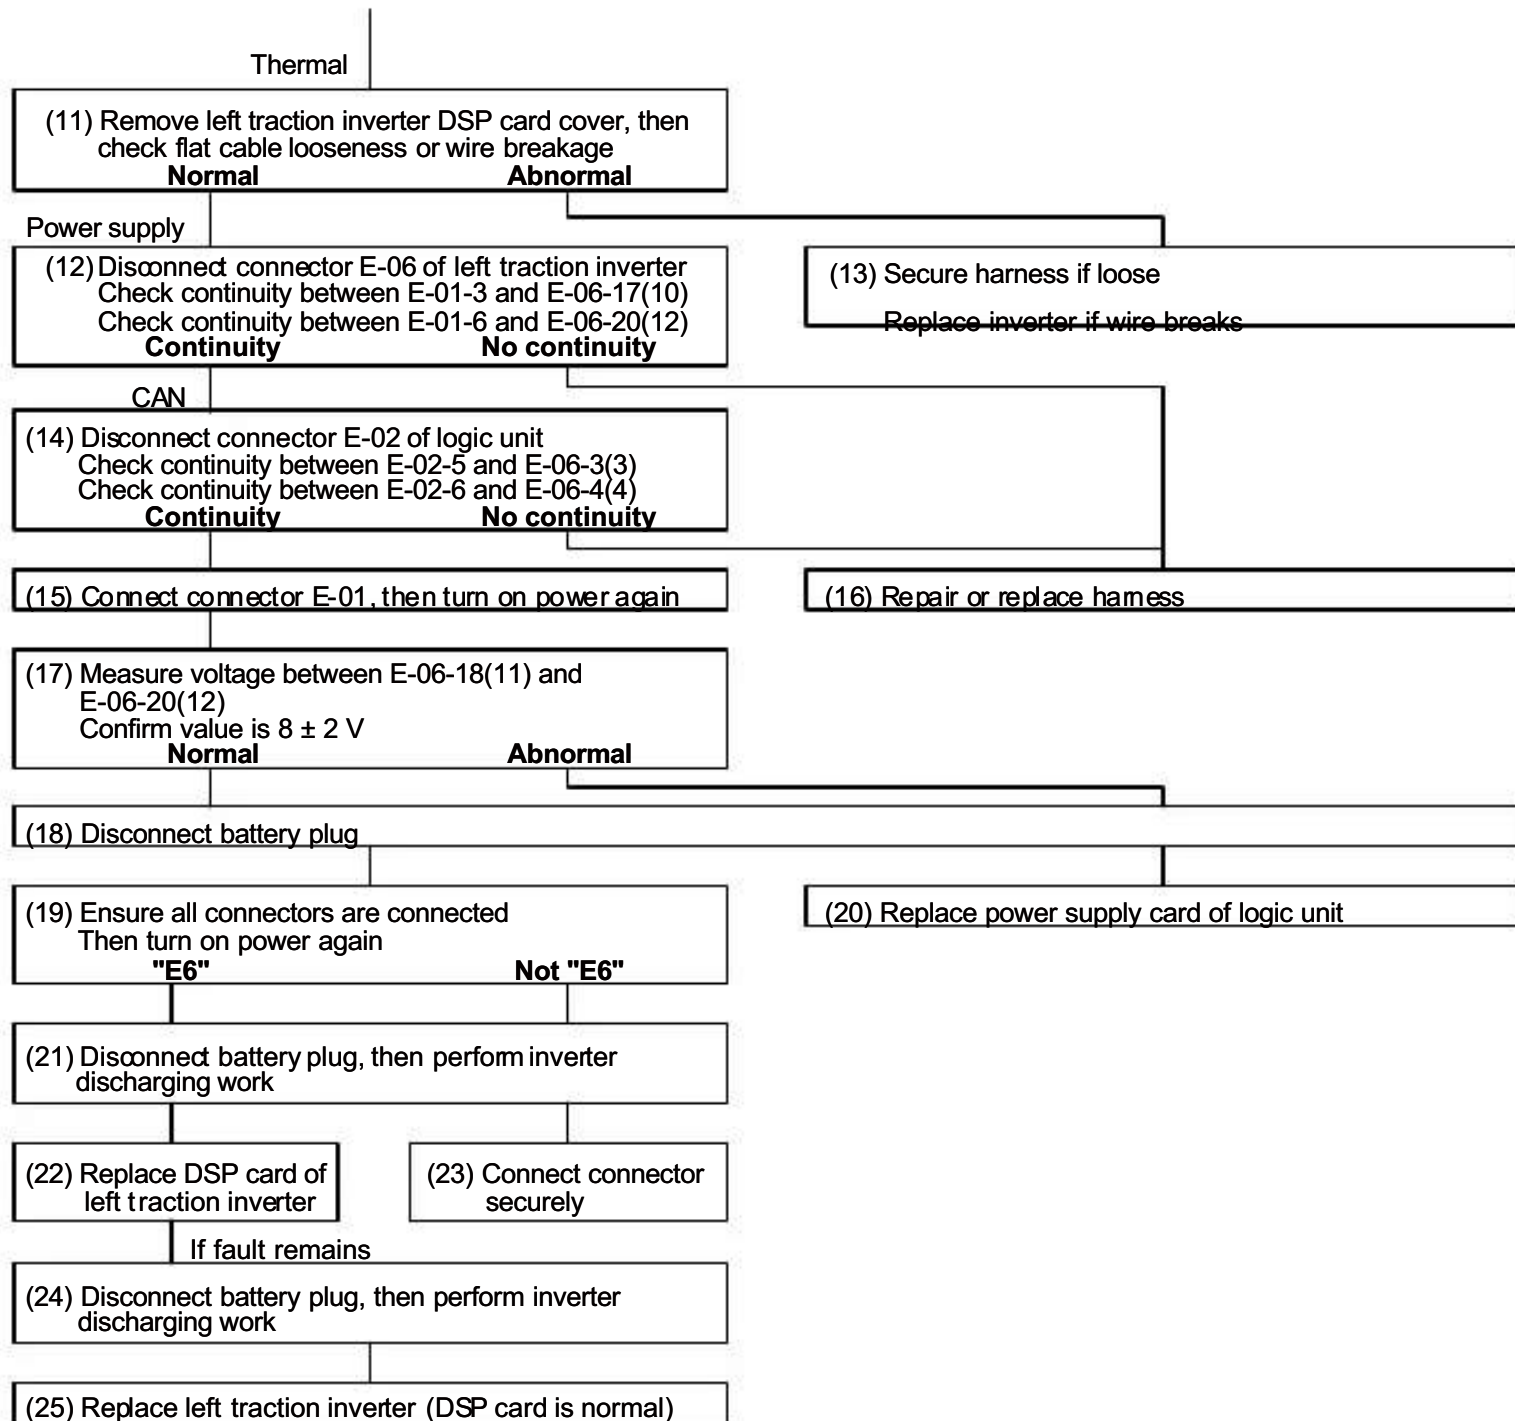 Thermal
(11) Remove left traction inverter DSP card cover, then
check flat cable looseness or wire breakage
Normal Abnormal
Power supply
(12) Disconnect connector E-06 of left traction inverter
Check continuity between E-01-3 and E-06-17(10)
Check continuity between E-01-6 and E-06-20(12)
Continuity No continuity
(13) Secure harness if loose
Replace inverter if wire breaks
CAN
(14) Disconnect connector E-02 of logic unit
Check continuity between E-02-5 and E-06-3(3)
Check continuity between E-02-6 and E-06-4(4)
Continuity No continuity
(15) Connect connector E-01, then turn on power again
(16) Repair or replace harness
(17) Measure voltage between E-06-18(11) and
E-06-20(12)
Confirm value is 8 ± 2 V
Normal Abnormal
(18) Disconnect battery plug
(19) Ensure all connectors are connected
Then turn on power again
"E6" Not "E6"
(20) Replace power supply card of logic unit
(21) Disconnect battery plug, then perform inverter
discharging work
(22) Replace DSP card of
left traction inverter
(23) Connect connector
securely
If fault remains
(24) Disconnect battery plug, then perform inverter
discharging work
(25) Replace left traction inverter (DSP card is normal)